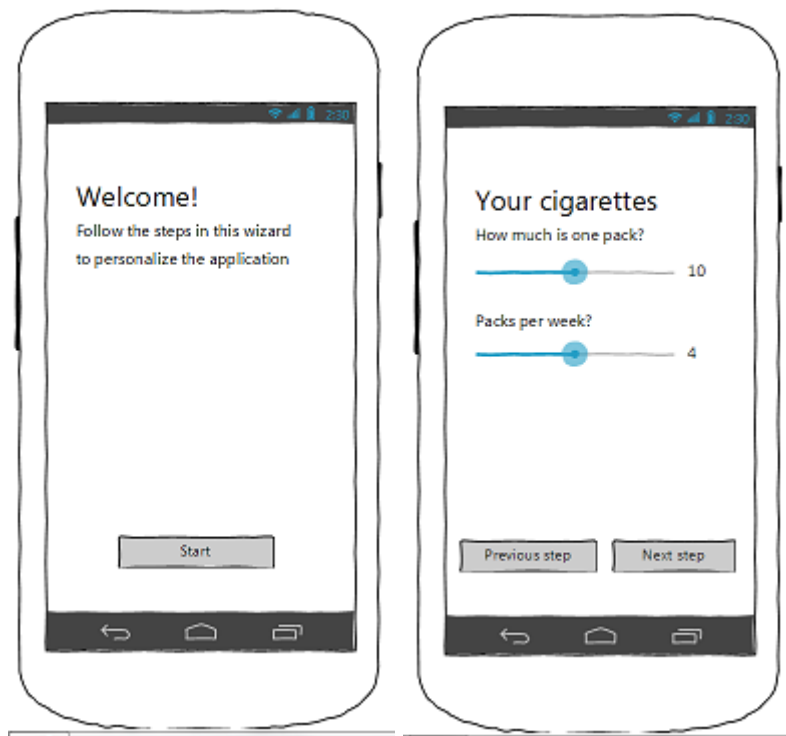 2:30
Welcome!
Follow the steps in this wizard
to personalize the application
Start
2:30
Your cigarettes
How much is one pack?
10
Packs per week?
4
Previous step
Next step